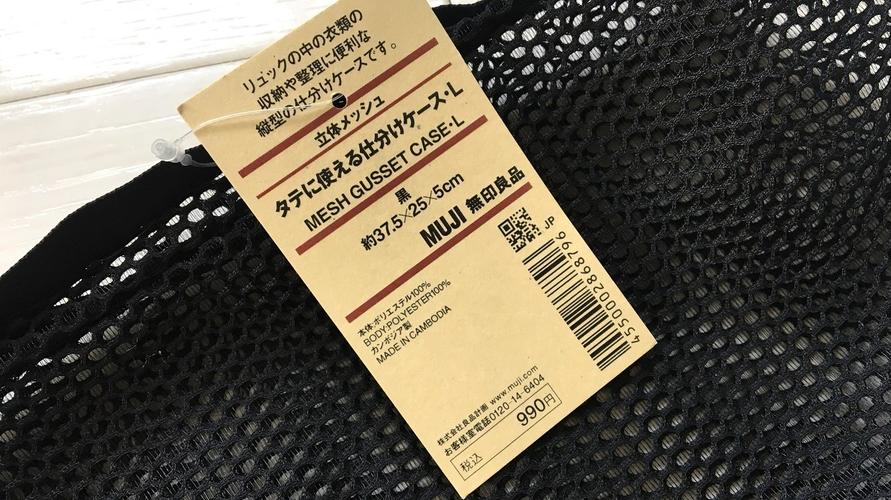 リュックの中の衣類の
収納や整理に便利な
縦型の仕分けケースです。
立体メッシュ
タテに使える仕分けケース・L
MESH GUSSET CASE・L
黒
約37.5×25×5cm
MUJI 無印良品
JP
4550002868796
本体:ポリエステル100%
BODY:POLYESTER100%
カンボジア製
MADE IN CAMBODIA
株式会社良品計画 www.muji.com
お客様室電話0120-14-6404
税込 990円